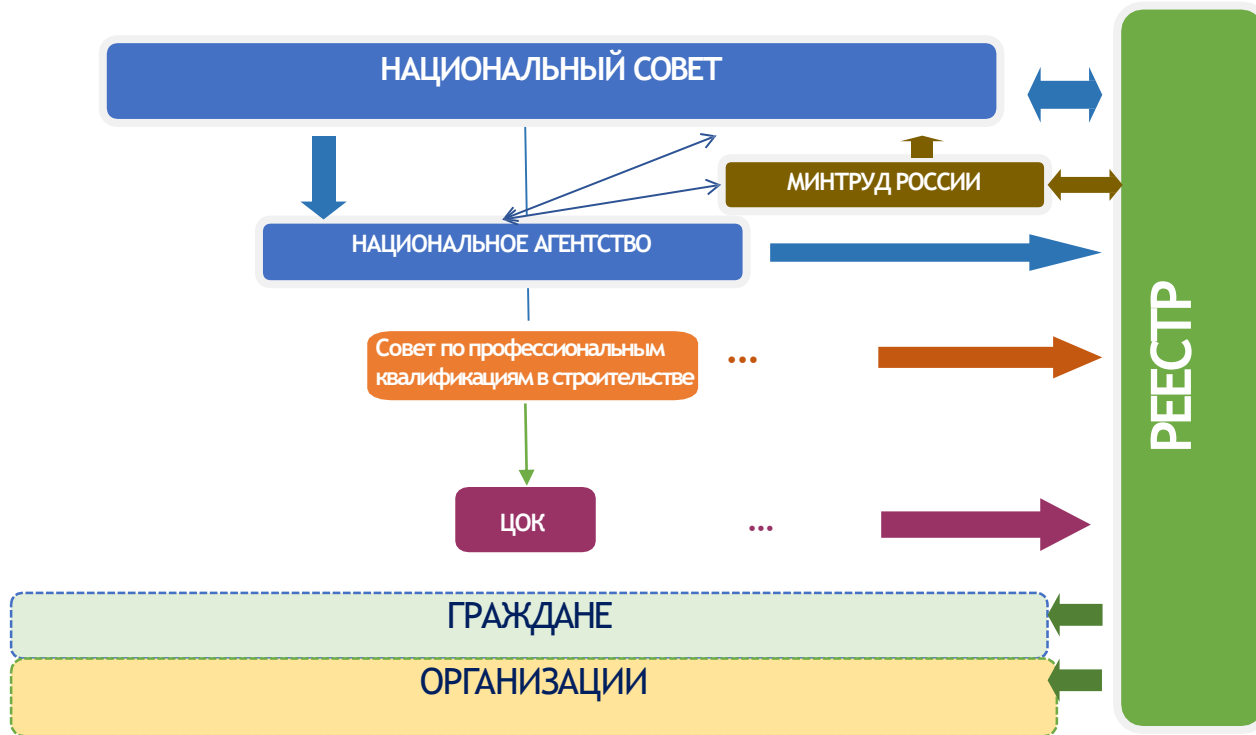 НАЦИОНАЛЬНЫЙ СОВЕТ
МИНТРУД РОССИИ
НАЦИОНАЛЬНОЕ АГЕНТСТВО
Совет по профессиональным
квалификациям в строительстве
...
ЦОК
...
ГРАЖДАНЕ
ОРГАНИЗАЦИИ
РЕЕСТР